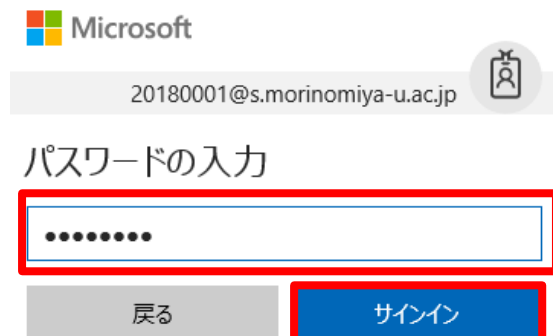 Microsoft
20180001@s.morinomiya-u.ac.jp
パスワードの入力
••••••••
戻る
サインイン